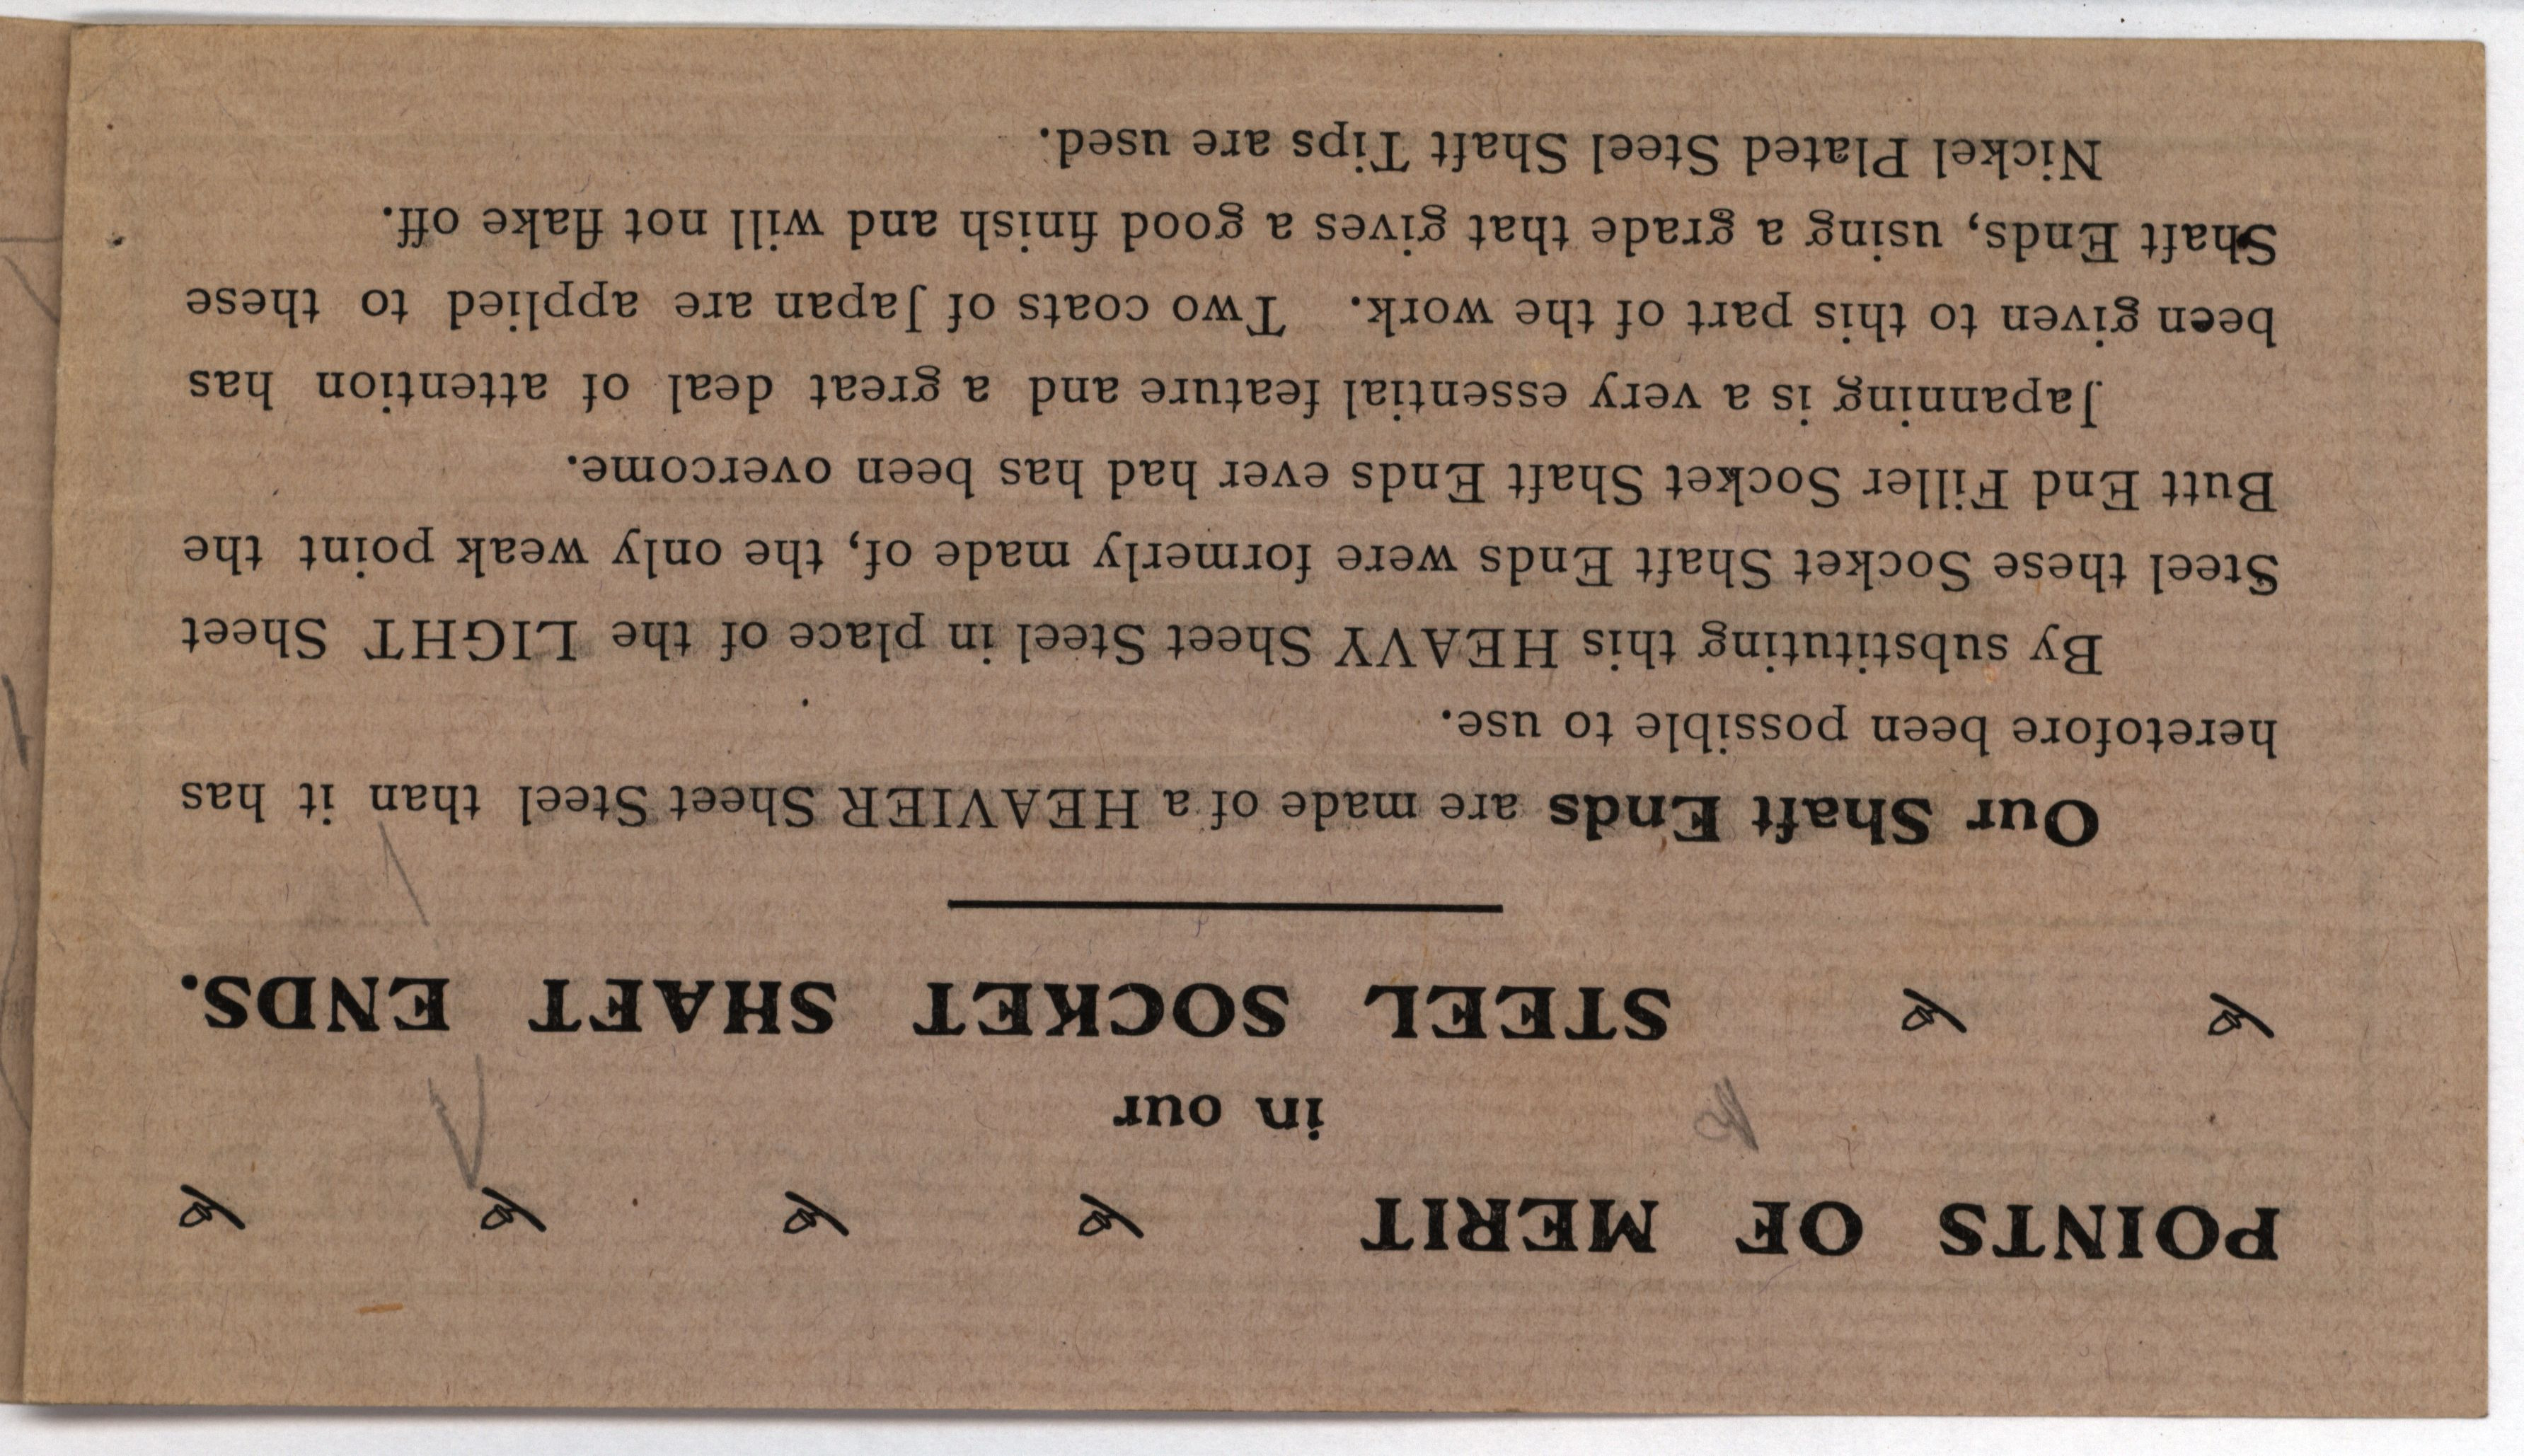 POINTS OF MERIT
in our
STEEL SOCKET SHAFT ENDS.
Our Shaft Ends are made of a HEAVIER Sheet Steel than it has
heretofore been possible to use.
By substituting this HEAVY Sheet Steel in place of the LIGHT Sheet
Steel these Socket Shaft Ends were formerly made of, the only weak point the
Butt End Filler Socket Shaft Ends ever had has been overcome.
Japanning is a very essential feature and a great deal of attention has
been given to this part of the work. Two coats of Japan are applied to these
Shaft Ends, using a grade that gives a good finish and will not flake off.
Nickel Plated Steel Shaft Tips are used.